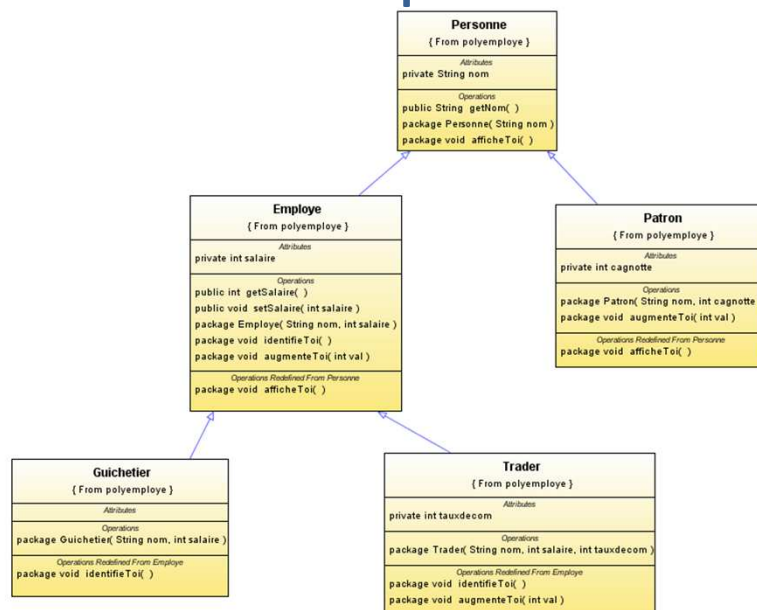 Personne
{ From polyemploye }
Attributes
private String nom
Operations
public String getNom( )
package Personne( String nom )
package void afficheToi( )
Employe
{ From polyemploye }
Attributes
private int salaire
Operations
public int getSalaire( )
public void setSalaire( int salaire )
package Employe( String nom, int salaire )
package void identifieToi( )
package void augmenteToi( int val )
Operations Redefined From Personne
package void afficheToi( )
Patron
{ From polyemploye }
Attributes
private int cagnotte
Operations
package Patron( String nom, int cagnotte
package void augmenteToi( int val )
Operations Redefined From Personne
package void afficheToi( )
Guichetier
{ From polyemploye }
Attributes
Operations
package Guichetier( String nom, int salaire )
Operations Redefined From Employe
package void identifieToi( )
Trader
{ From polyemploye }
Attributes
private int tauxdecom
Operations
package Trader( String nom, int salaire, int tauxdecom )
Operations Redefined From Employe
package void identifieToi( )
package void augmenteToi( int val )